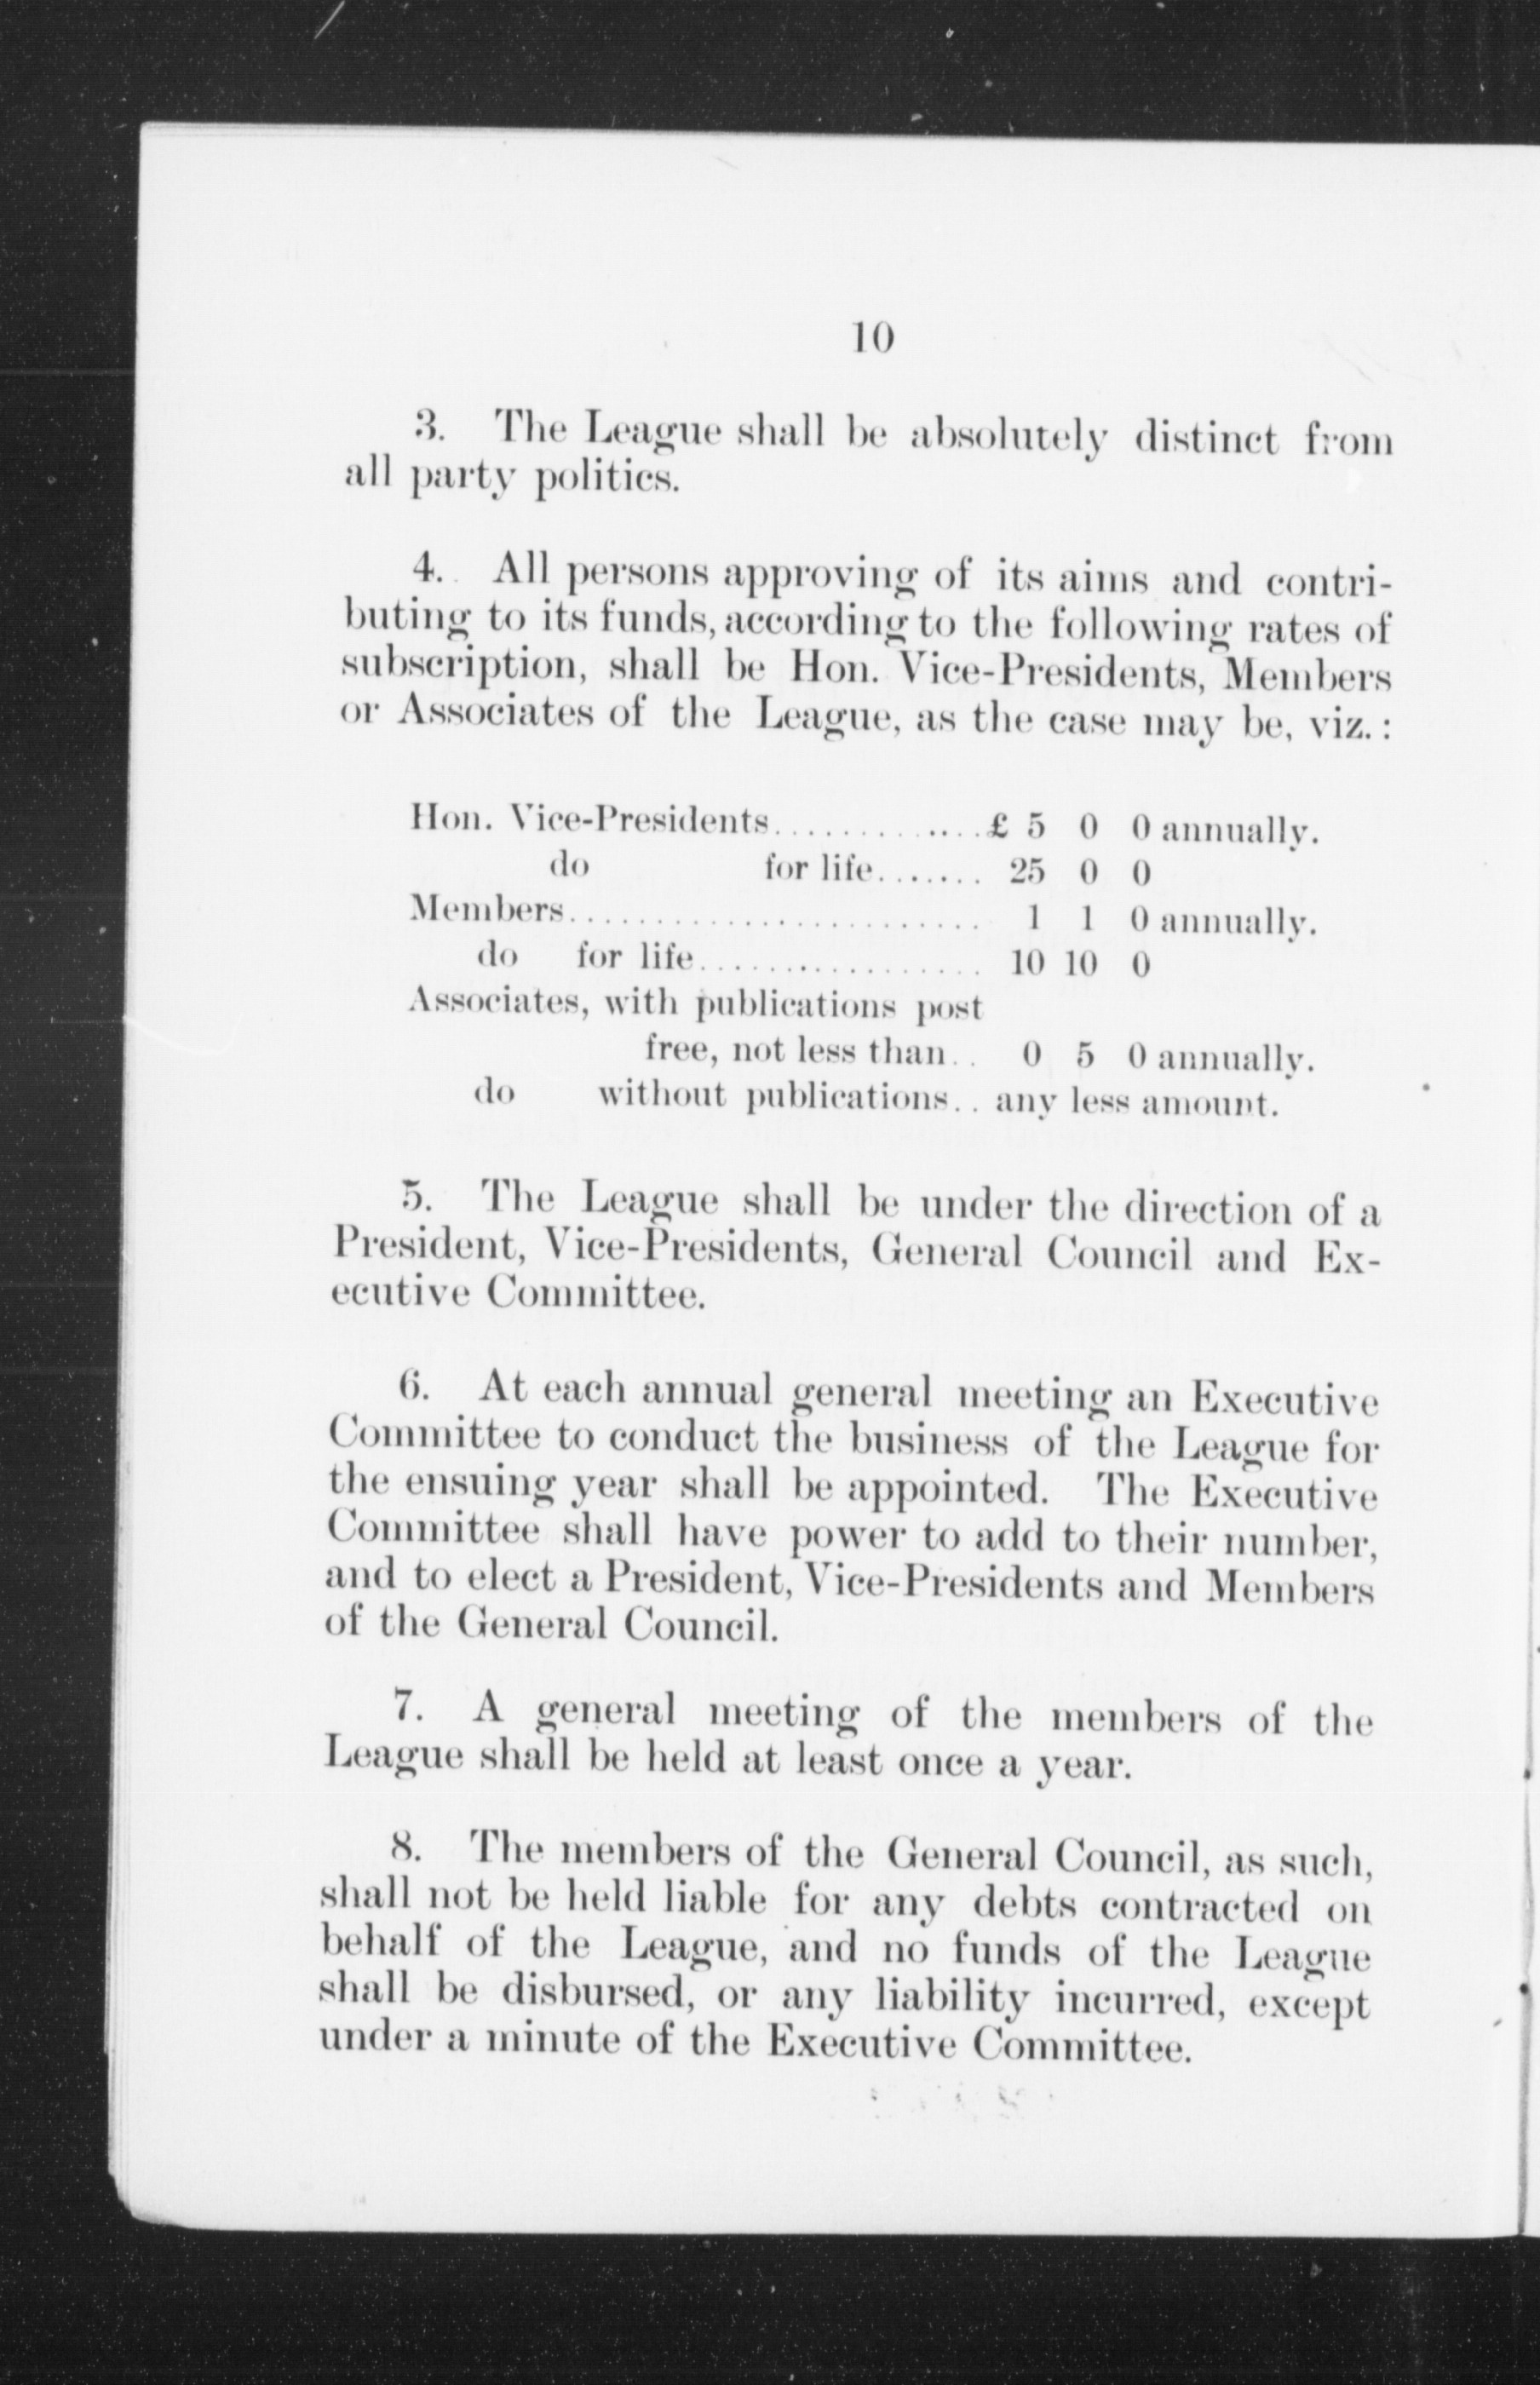 10
3. The League shall be absolutely distinct from
all party politics.
4. All persons approving of its aims and contri-
buting to its funds, according to the following rates of
subscription, shall be Hon. Vice-Presidents, Members
or Associates of the League, as the case may be, viz.:
Hon. Vice-Presidents..............£ 5 0 0 annually.
do for life....... 25 0 0
Members........................ 1 1 0 annually.
do for life................. 10 10 0
Associates, with publications post
free, not less than.. 0 5 0 annually.
do without publications.. any less amount.
5. The League shall be under the direction of a
President, Vice-Presidents, General Council and Ex-
ecutive Committee.
6. At each annual general meeting an Executive
Committee to conduct the business of the League for
the ensuing year shall be appointed. The Executive
Committee shall have power to add to their number,
and to elect a President, Vice-Presidents and Members
of the General Council.
7. A general meeting of the members of the
League shall be held at least once a year.
8. The members of the General Council, as such,
shall not be held liable for any debts contracted on
behalf of the League, and no funds of the League
shall be disbursed, or any liability incurred, except
under a minute of the Executive Committee.